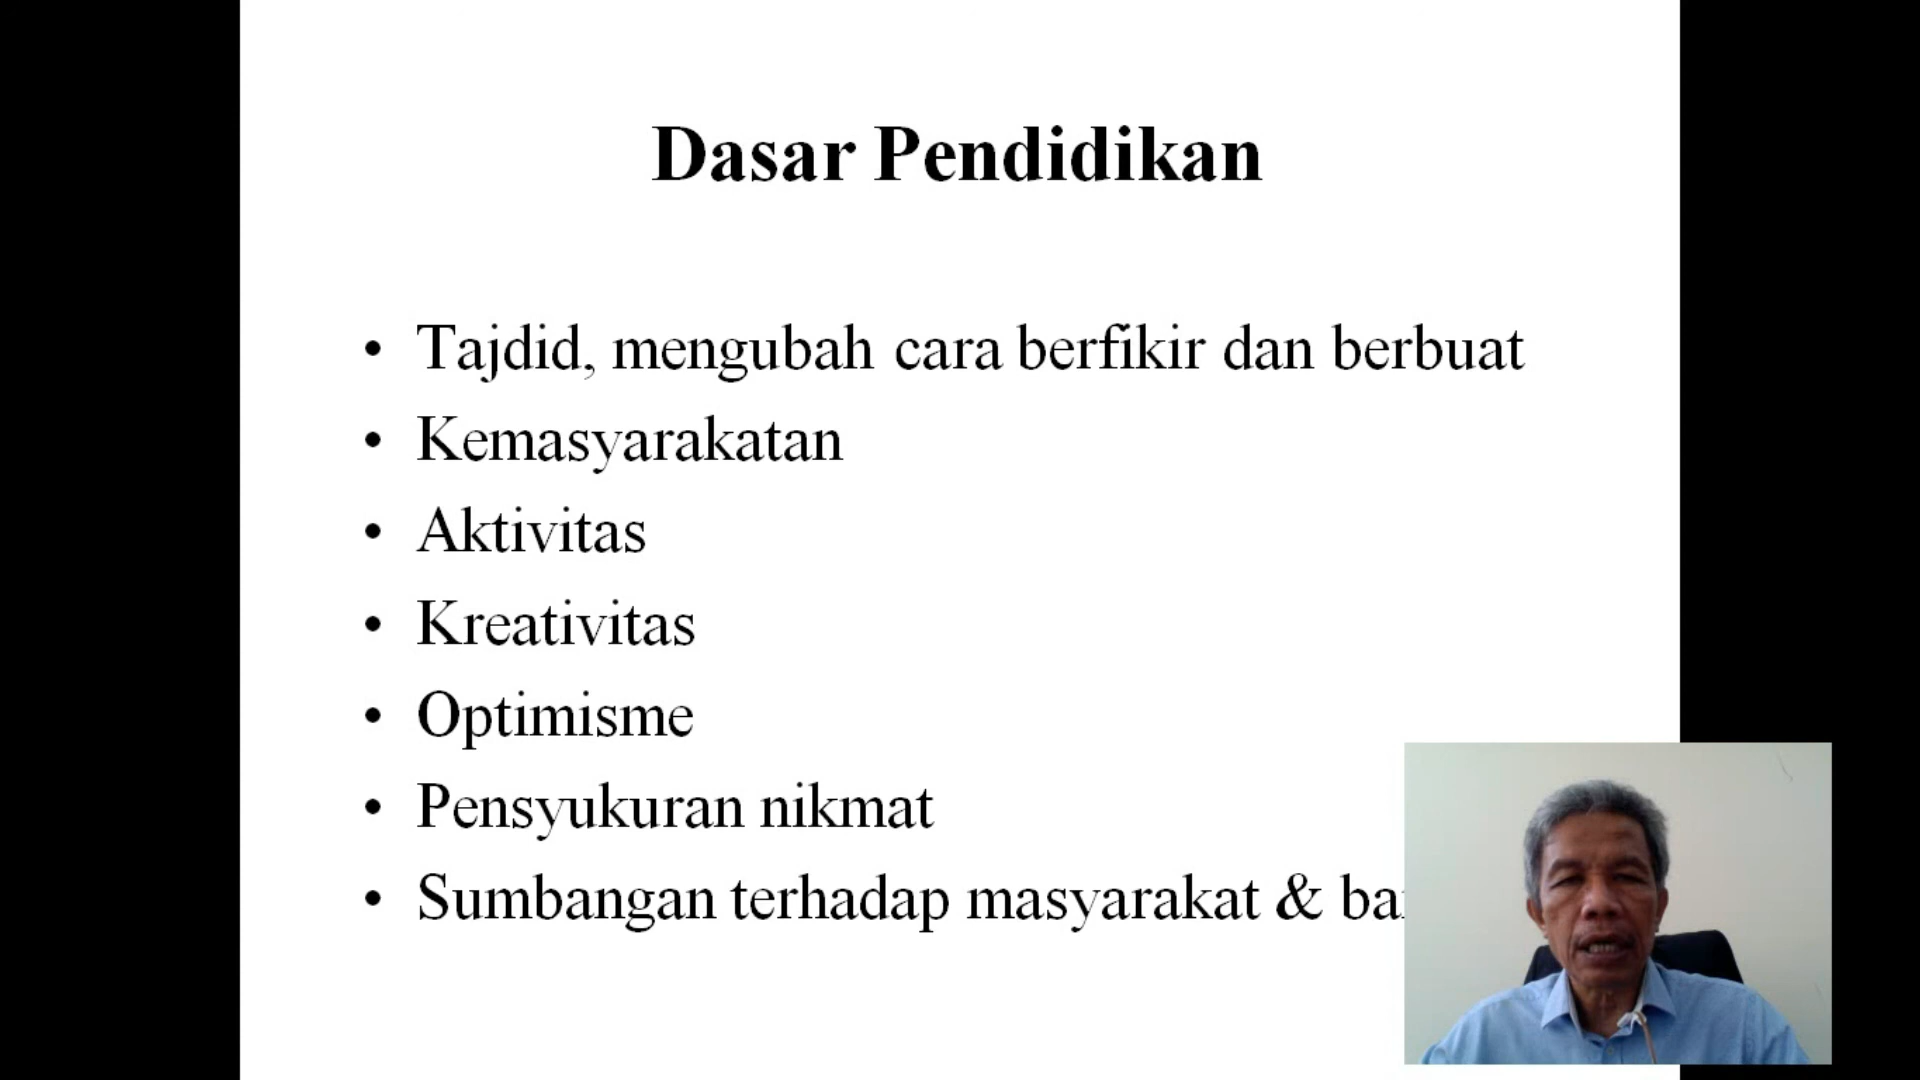 Dasar Pendidikan
• Tajdid, mengubah cara berfikir dan berbuat
• Kemasyarakatan
• Aktivitas
• Kreativitas
• Optimisme
• Pensyukuran nikmat
• Sumbangan terhadap masyarakat &